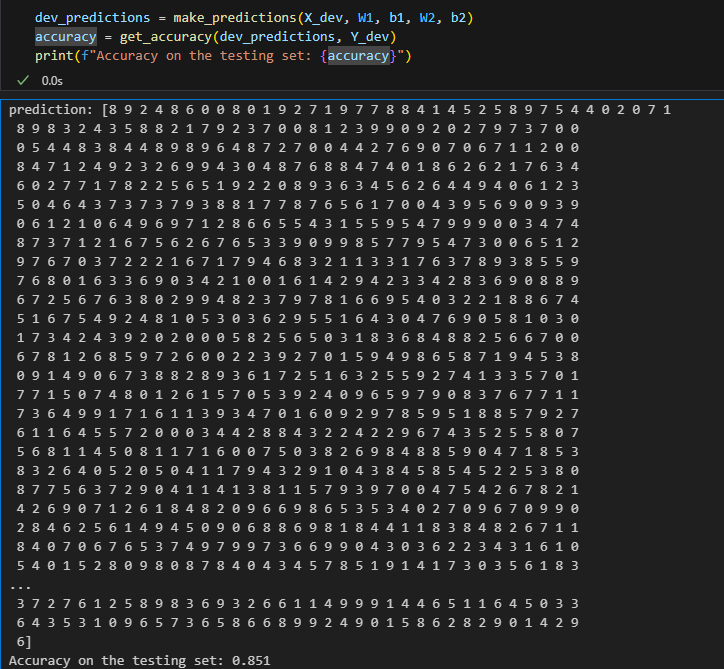 dev_predictions = make_predictions(X_dev, W1, b1, W2, b2)
accuracy = get_accuracy(dev_predictions, Y_dev)
print(f"Accuracy on the testing set: {accuracy}")
0.0s
prediction: [8 9 2 4 8 6 0 0 8 0 1 9 2 7 1 9 7 7 8 8 4 1 4 5 2 5 8 9 7 5 4 4 0 2 0 7 1
8 9 8 3 2 4 3 5 8 8 2 1 7 9 2 3 7 0 0 8 1 2 3 9 9 0 9 2 0 2 7 9 7 3 7 0 0
0 5 4 4 8 3 8 4 4 8 9 8 9 6 4 8 7 2 7 0 0 4 4 2 7 6 9 0 7 0 6 7 1 1 2 0 0
8 4 7 1 2 4 9 2 3 2 6 9 9 4 3 0 4 8 7 6 8 8 4 7 4 0 1 8 6 2 6 2 1 7 6 3 4
6 0 2 7 7 1 7 8 2 2 5 6 5 1 9 2 2 0 8 9 3 6 3 4 5 6 2 6 4 4 9 4 0 6 1 2 3
5 0 4 6 4 3 7 3 7 3 7 9 3 8 8 1 7 7 8 7 6 5 6 1 7 0 0 4 3 9 5 6 9 0 9 3 9
0 6 1 2 1 0 6 4 9 6 9 7 1 2 8 6 6 5 5 4 3 1 5 5 9 5 4 7 9 9 9 0 0 3 4 7 4
8 7 3 7 1 2 1 6 7 5 6 2 6 7 6 5 3 3 9 0 9 9 8 5 7 7 9 5 4 7 3 0 0 6 5 1 2
9 7 6 7 0 3 7 2 2 2 1 6 7 1 7 9 4 6 8 3 2 1 1 3 3 1 7 6 3 7 8 9 3 8 5 5 9
7 6 8 0 1 6 3 3 6 9 0 3 4 2 1 0 0 1 6 1 4 2 9 4 2 3 3 4 2 8 3 6 9 0 8 8 9
6 7 2 5 6 7 6 3 8 0 2 9 9 4 8 2 3 7 9 7 8 1 6 6 9 5 4 0 3 2 2 1 8 8 6 7 4
5 1 6 7 5 4 9 2 4 8 1 0 5 3 0 3 6 2 9 5 5 1 6 4 3 0 4 7 6 9 0 5 8 1 0 3 0
1 7 3 4 2 4 3 9 2 0 2 0 0 0 5 8 2 5 6 5 0 3 1 8 3 6 8 4 8 8 2 5 6 6 7 0 0
6 7 8 1 2 6 8 5 9 7 2 6 0 0 2 2 3 9 2 7 0 1 5 9 4 9 8 6 5 8 7 1 9 4 5 3 8
0 9 1 4 9 0 6 7 3 8 8 2 8 9 3 6 1 7 2 5 1 6 3 2 5 5 9 2 7 4 1 3 3 5 7 0 1
7 7 1 5 0 7 4 8 0 1 2 6 1 5 7 0 5 3 9 2 4 0 9 6 5 9 7 9 0 8 3 7 6 7 7 1 1
7 3 6 4 9 9 1 7 1 6 1 1 3 9 3 4 7 0 1 6 0 9 2 9 7 8 5 9 5 1 8 8 5 7 9 2 7
6 1 1 6 4 5 5 7 2 0 0 0 3 4 4 2 8 8 4 3 2 2 4 2 2 9 6 7 4 3 5 2 5 5 8 0 7
5 6 8 1 1 4 5 0 8 1 1 7 1 6 0 0 7 5 0 3 8 2 6 9 8 4 8 8 5 9 0 4 7 1 8 5 3
8 3 2 6 4 0 5 2 0 5 0 4 1 1 7 9 4 3 2 9 1 0 4 3 8 4 5 8 5 4 5 2 2 5 3 8 0
8 7 7 5 6 3 7 2 9 0 4 1 1 4 1 3 8 1 1 5 7 9 3 9 7 0 0 4 7 5 4 2 6 7 8 2 1
4 2 6 9 0 7 1 2 6 1 8 4 8 2 0 9 6 6 9 8 6 5 3 5 3 4 0 2 7 0 9 6 7 0 9 9 0
2 8 4 6 2 5 6 1 4 9 4 5 0 9 0 6 8 8 6 9 8 1 8 4 4 1 1 8 3 8 4 8 2 6 7 1 1
8 4 0 7 0 6 7 6 5 3 7 4 9 7 9 9 7 3 6 6 9 9 0 4 3 0 3 6 2 2 3 4 3 1 6 1 0
5 4 0 1 5 2 8 0 9 8 0 8 7 8 4 0 4 3 4 5 7 8 5 1 9 1 4 1 7 3 0 3 5 6 1 8 3
...
3 7 2 7 6 1 2 5 8 9 8 3 6 9 3 2 6 6 1 1 4 9 9 9 1 4 4 6 5 1 1 6 4 5 0 3 3
6 4 3 5 3 1 0 9 6 5 7 3 6 5 8 6 6 8 9 9 2 4 9 0 1 5 8 6 2 8 2 9 0 1 4 2 9
6]
Accuracy on the testing set: 0.851